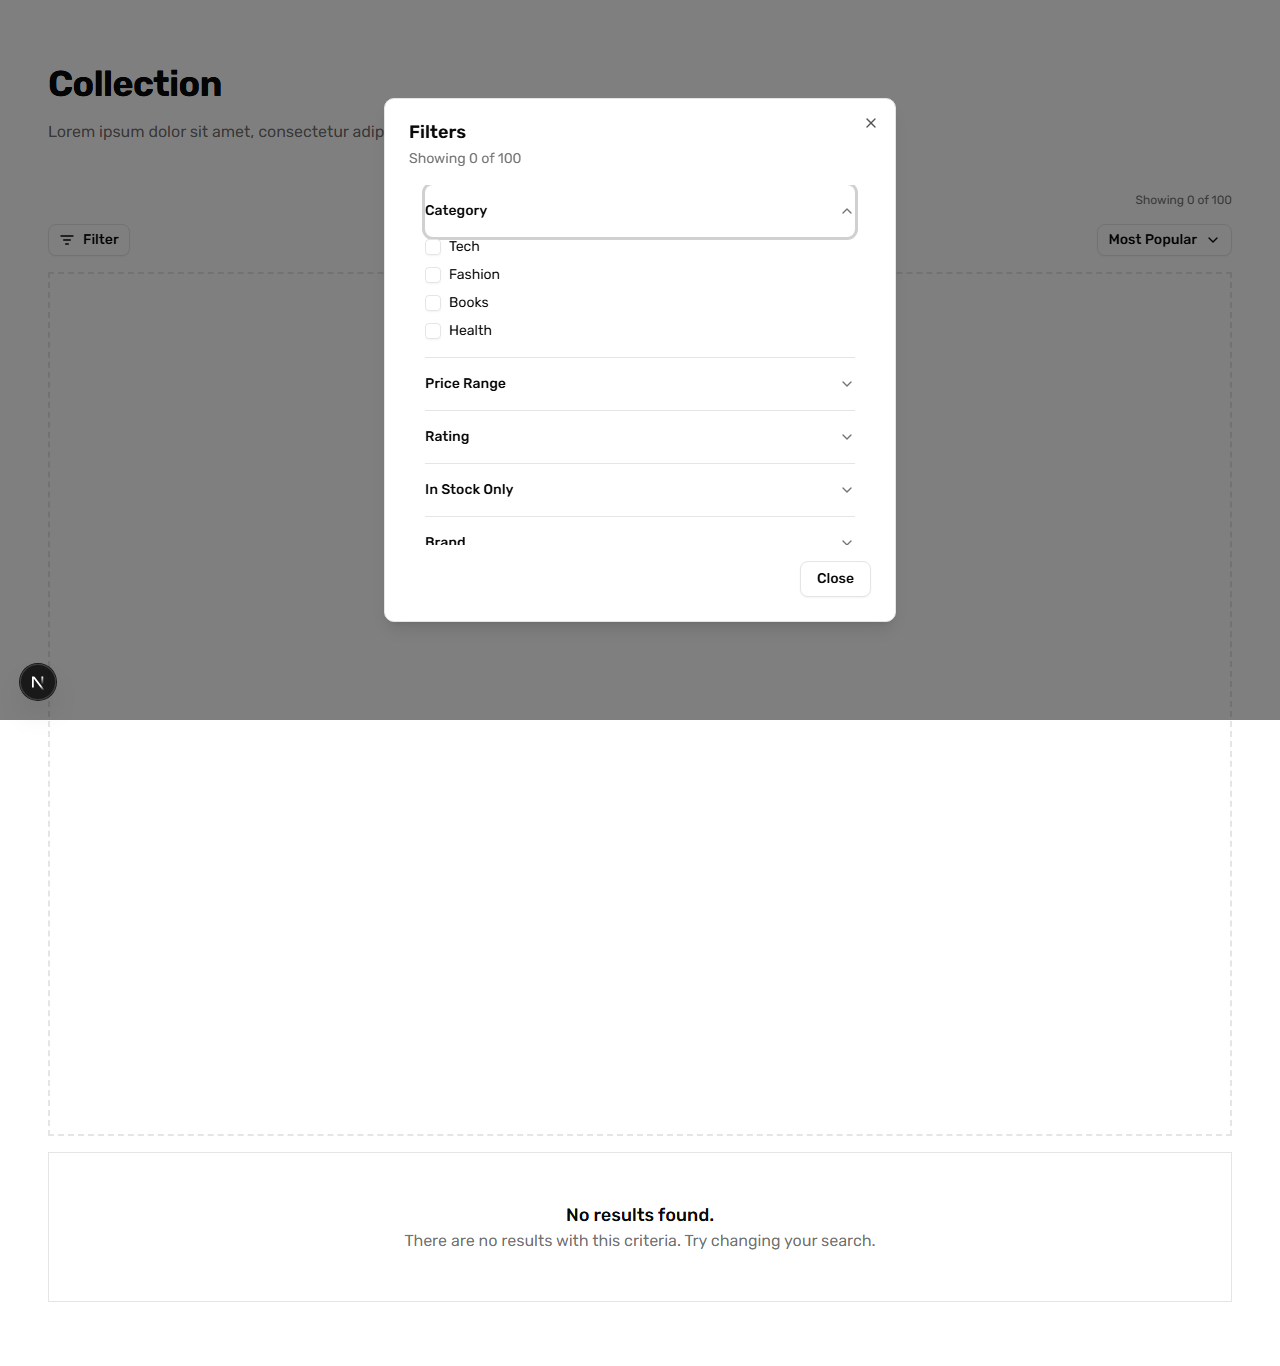 Collection
Lorem ipsum dolor sit amet, consectetur adip
Showing 0 of 100
Filter
Most Popular
Filters
Showing 0 of 100
Category
Tech
Fashion
Books
Health
Price Range
Rating
In Stock Only
Brand
Close
N
No results found.
There are no results with this criteria. Try changing your search.